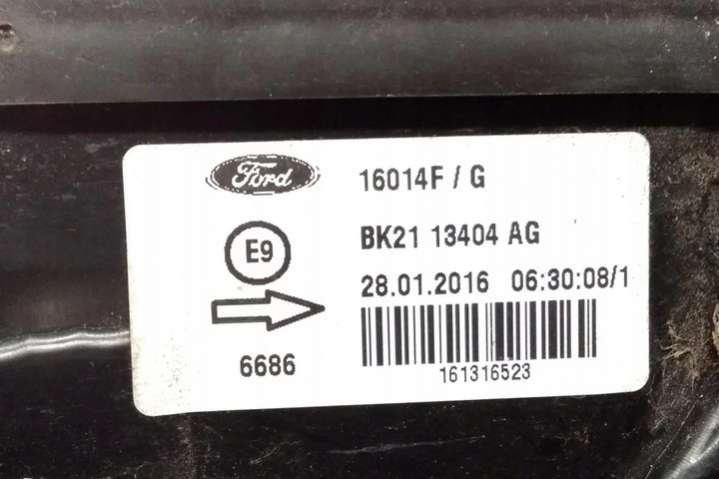 Ford
16014F / G
E9
BK21 13404 AG
28.01.2016 06:30:08/1
6686
161316523